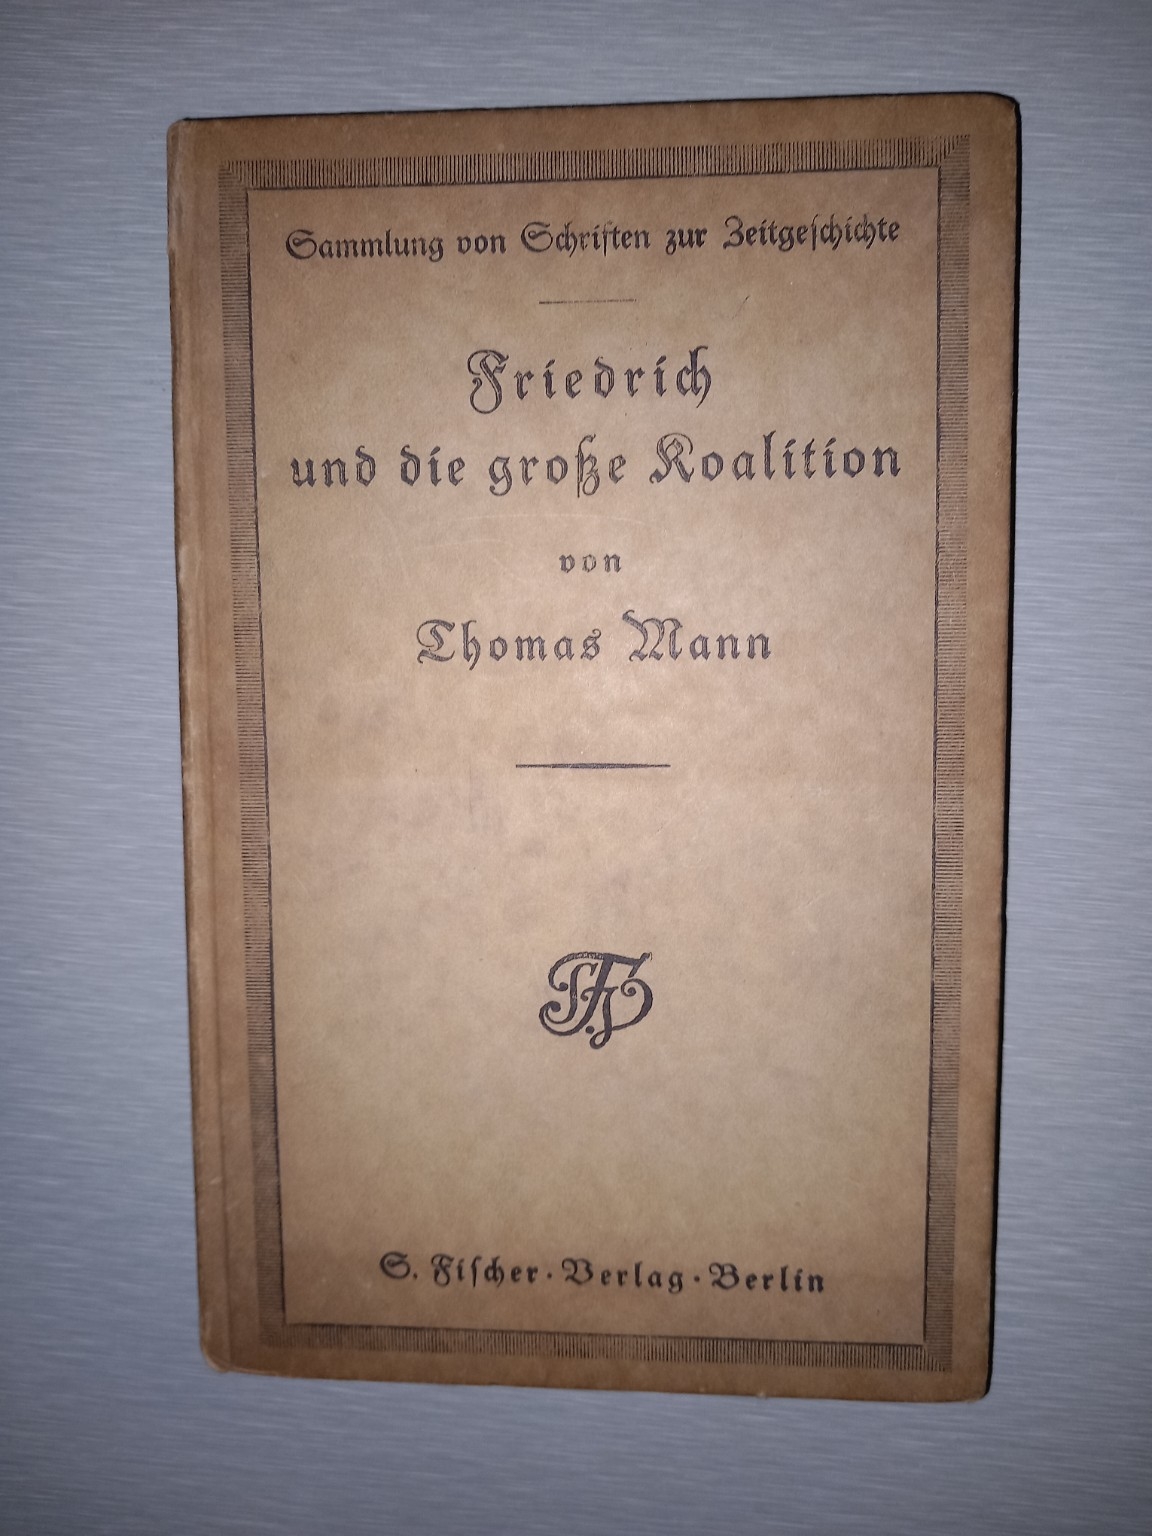 Sammlung von Schriften zur Zeitgeschichte
Friedrich
und die große Koalition
von
Thomas Mann
S. Fischer · Verlag · Berlin